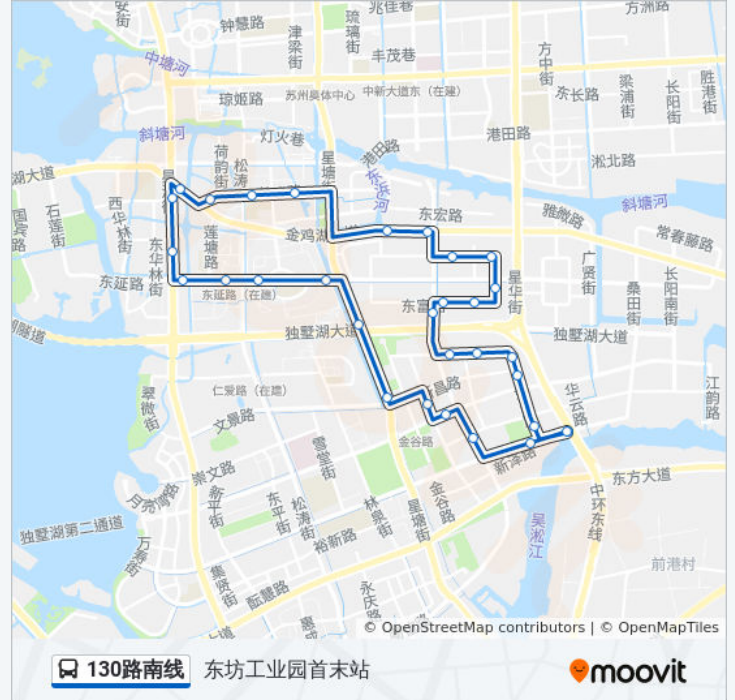 安街
钟慧路
津梁街
琉璃街
兆佳巷
方洲路
中塘河
丰茂巷
方中街
琼姬路
苏州奥体中心
中新大道东（在建）
东长路
梁浦街
长阳街
胜港街
斜塘河
灯火巷
港田路
港田路
淞北路
湖大道
荷韵街
松涛街
星塘街
东浜河
国宾路
石莲街
西华林街
东华林街
莲塘路
金鸡湖
东宏路
雅微路
斜塘河
常春藤路
东延路
东延路（在建）
东富
星华街
广贤街
桑田街
长阳南街
湖隧道
独墅湖大道
独墅湖大道
翠微街
仁爱路（在建）
文景路
昌路
华云路
江韵路
雪堂街
金谷路
新泽路
崇文路
新平街
月亮湾路
东平街
松涛街
林泉街
金谷路
星塘街
东方大道
独墅湖第二通道
万寿街
裕新路
吴淞江
中环东线
集贤街
酝慧路
永庆路
前港村
© OpenStreetMap contributors | © OpenMapTiles
130路南线 东坊工业园首末站
moovit